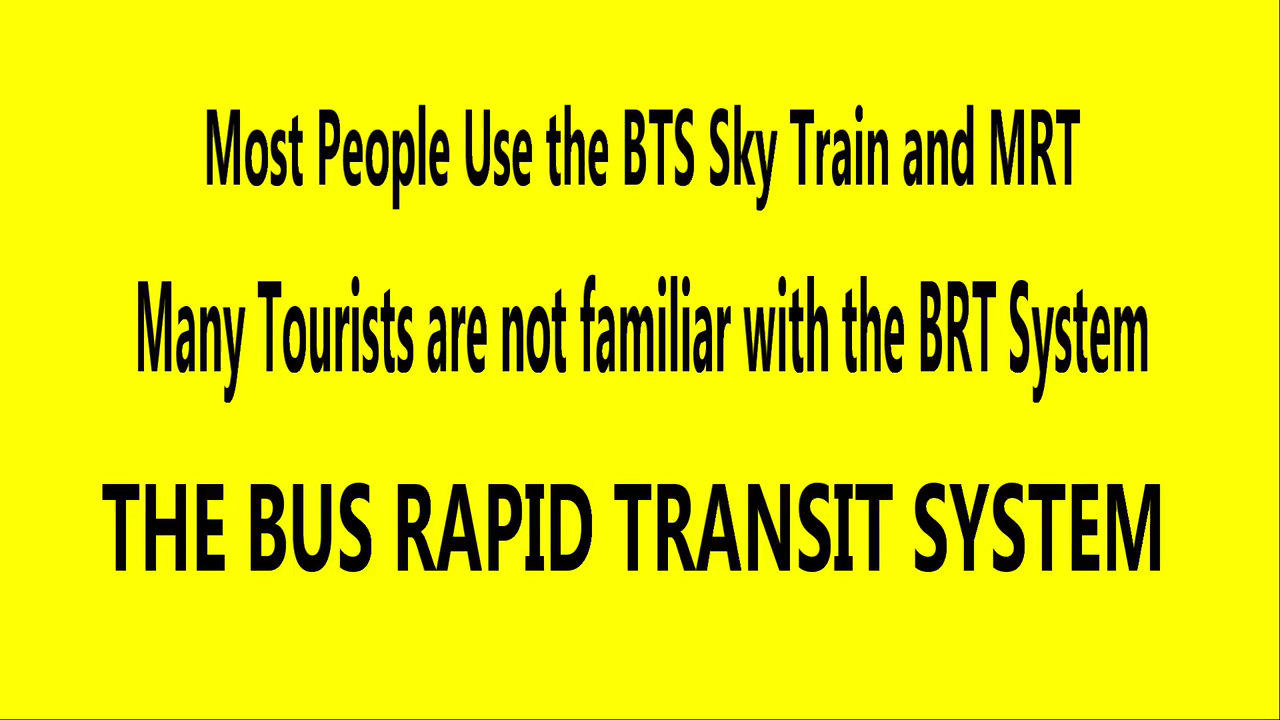 Most People Use the BTS Sky Train and MRT
Many Tourists are not familiar with the BRT System
THE BUS RAPID TRANSIT SYSTEM